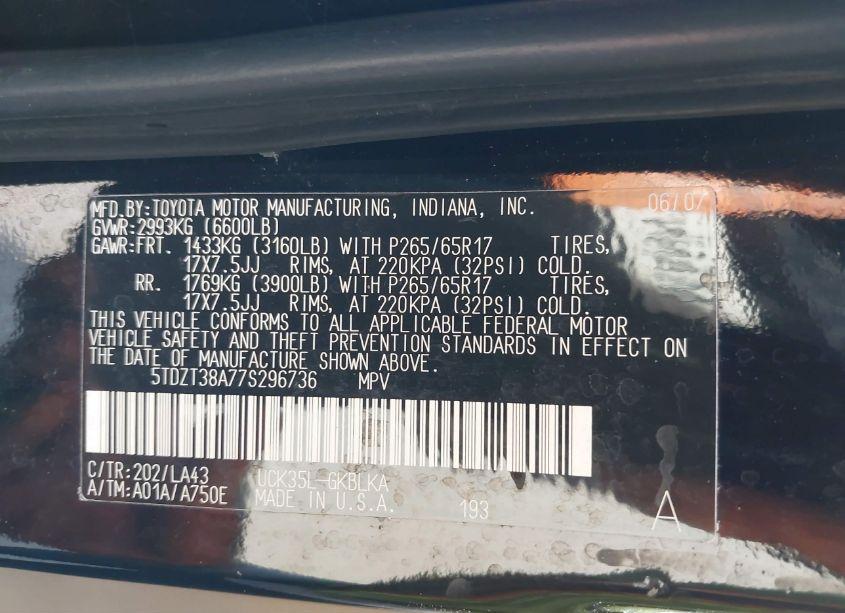 MFD.BY:TOYOTA MOTOR MANUFACTURING, INDIANA, INC. 06/07
GVWR:2993KG (6600LB)
GAWR:FRT. 1433KG (3160LB) WITH P265/65R17 TIRES,
17X7.5JJ RIMS, AT 220KPA (32PSI) COLD.
RR. 1769KG (3900LB) WITH P265/65R17 TIRES,
17X7.5JJ RIMS, AT 220KPA (32PSI) COLD.
THIS VEHICLE CONFORMS TO ALL APPLICABLE FEDERAL MOTOR
VEHICLE SAFETY AND THEFT PREVENTION STANDARDS IN EFFECT ON
THE DATE OF MANUFACTURE SHOWN ABOVE.
5TDZT38A77S296736 MPV
C/TR:202/LA43 UCK35L-GKBLKA
A/TM:A01A/A750E MADE IN U.S.A. 193 A